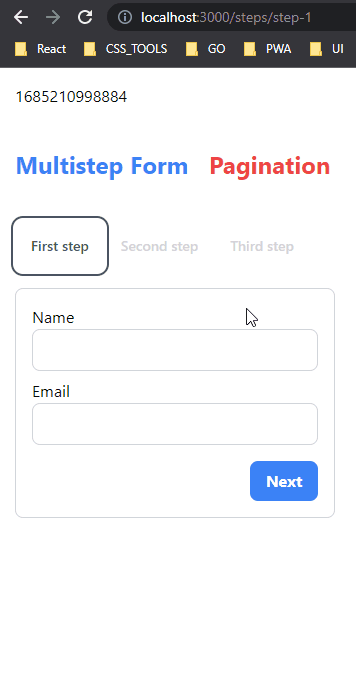 localhost:3000/steps/step-1
React CSS_TOOLS GO PWA UI
1685210998884
Multistep Form Pagination
First step Second step Third step
Name
Email
Next